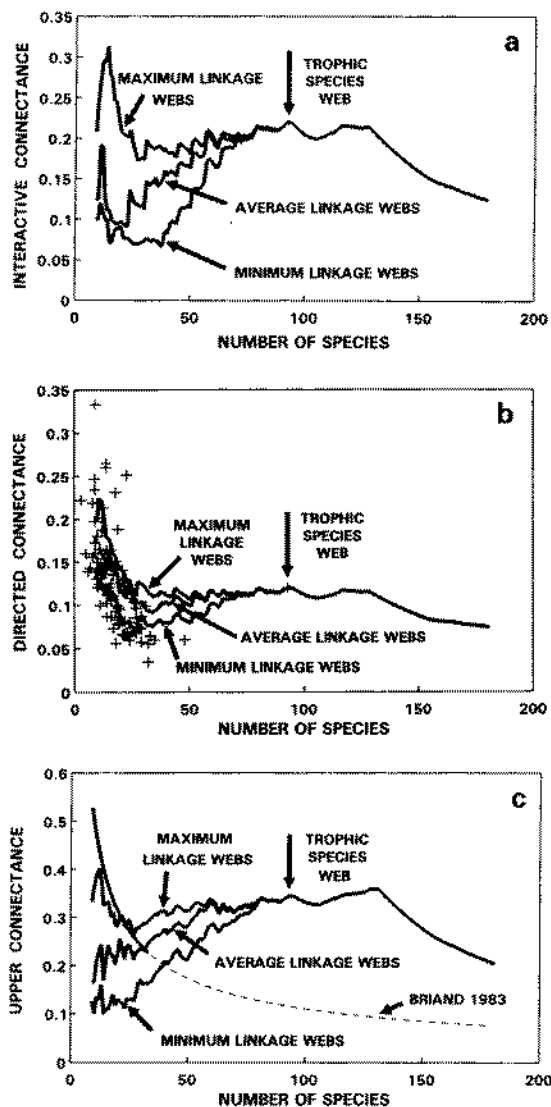 a
INTERACTIVE CONNECTANCE
0.35
0.3
0.25
0.2
0.15
0.1
0.05
0
MAXIMUM LINKAGE
WEBS
TROPHIC
SPECIES
WEB
AVERAGE LINKAGE WEBS
MINIMUM LINKAGE WEBS
0
50
100
150
200
NUMBER OF SPECIES
b
DIRECTED CONNECTANCE
0.35
0.3
0.25
0.2
0.15
0.1
0.05
0
MAXIMUM
LINKAGE
WEBS
TROPHIC
SPECIES
WEB
AVERAGE LINKAGE WEBS
MINIMUM LINKAGE WEBS
0
50
100
150
200
NUMBER OF SPECIES
c
UPPER CONNECTANCE
0.6
0.5
0.4
0.3
0.2
0.1
0
MAXIMUM
LINKAGE WEBS
TROPHIC
SPECIES
WEB
AVERAGE LINKAGE WEBS
BRIAND 1983
MINIMUM LINKAGE WEBS
0
50
100
150
200
NUMBER OF SPECIES